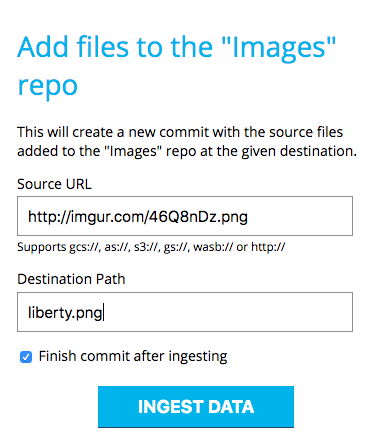 Add files to the "Images"
repo
This will create a new commit with the source files
added to the "Images" repo at the given destination.
Source URL
http://imgur.com/46Q8nDz.png
Supports gcs://, as://, s3://, gs://, wasb:// or http://
Destination Path
liberty.png
Finish commit after ingesting
INGEST DATA